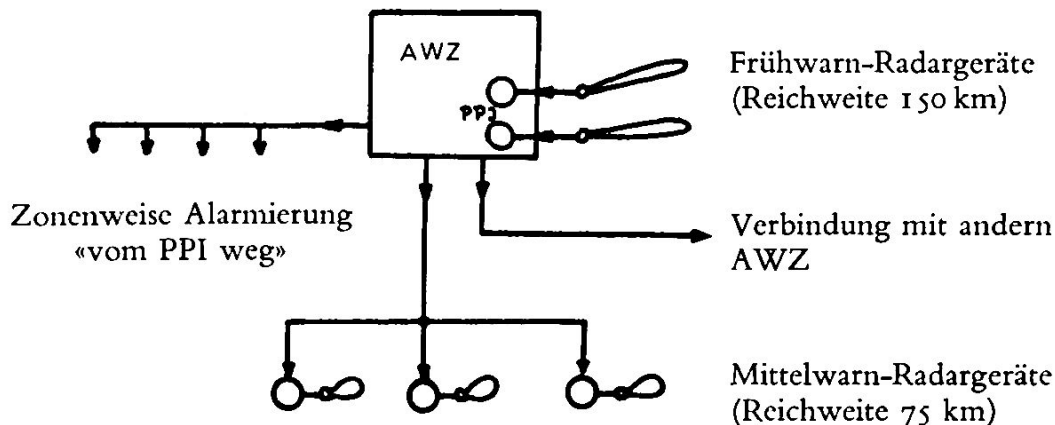 AWZ
PPI
Frühwarn-Radargeräte
(Reichweite 150 km)
Zonenweise Alarmierung
«vom PPI weg»
Verbindung mit andern
AWZ
Mittelwarn-Radargeräte
(Reichweite 75 km)